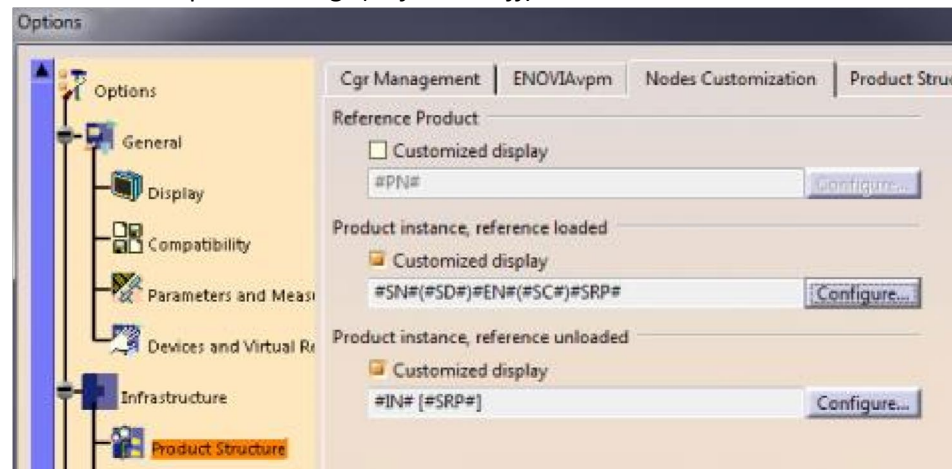 Options
Options
General
Display
Compatibility
Parameters and Meas
Devices and Virtual Re
Infrastructure
Product Structure
Cgr Management
ENOVIAvpm
Nodes Customization
Product Struc
Reference Product
Customized display
#PN#
Configure...
Product instance, reference loaded
Customized display
#SN#(#SD#)#EN#(#SC#)#SRP#
Configure...
Product instance, reference unloaded
Customized display
#IN# [#SRP#]
Configure...